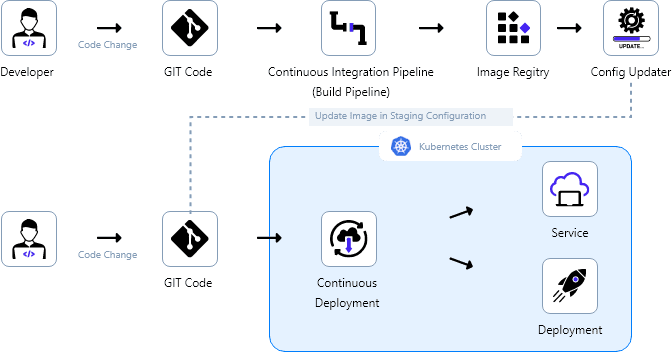 UPDATE...
Developer
Code Change
GIT Code
Continuous Integration Pipeline
(Build Pipeline)
Image Regitry
Config Updater
Update Image in Staging Configuration
Kubernetes Cluster
Code Change
GIT Code
Continuous
Deployment
Service
Deployment